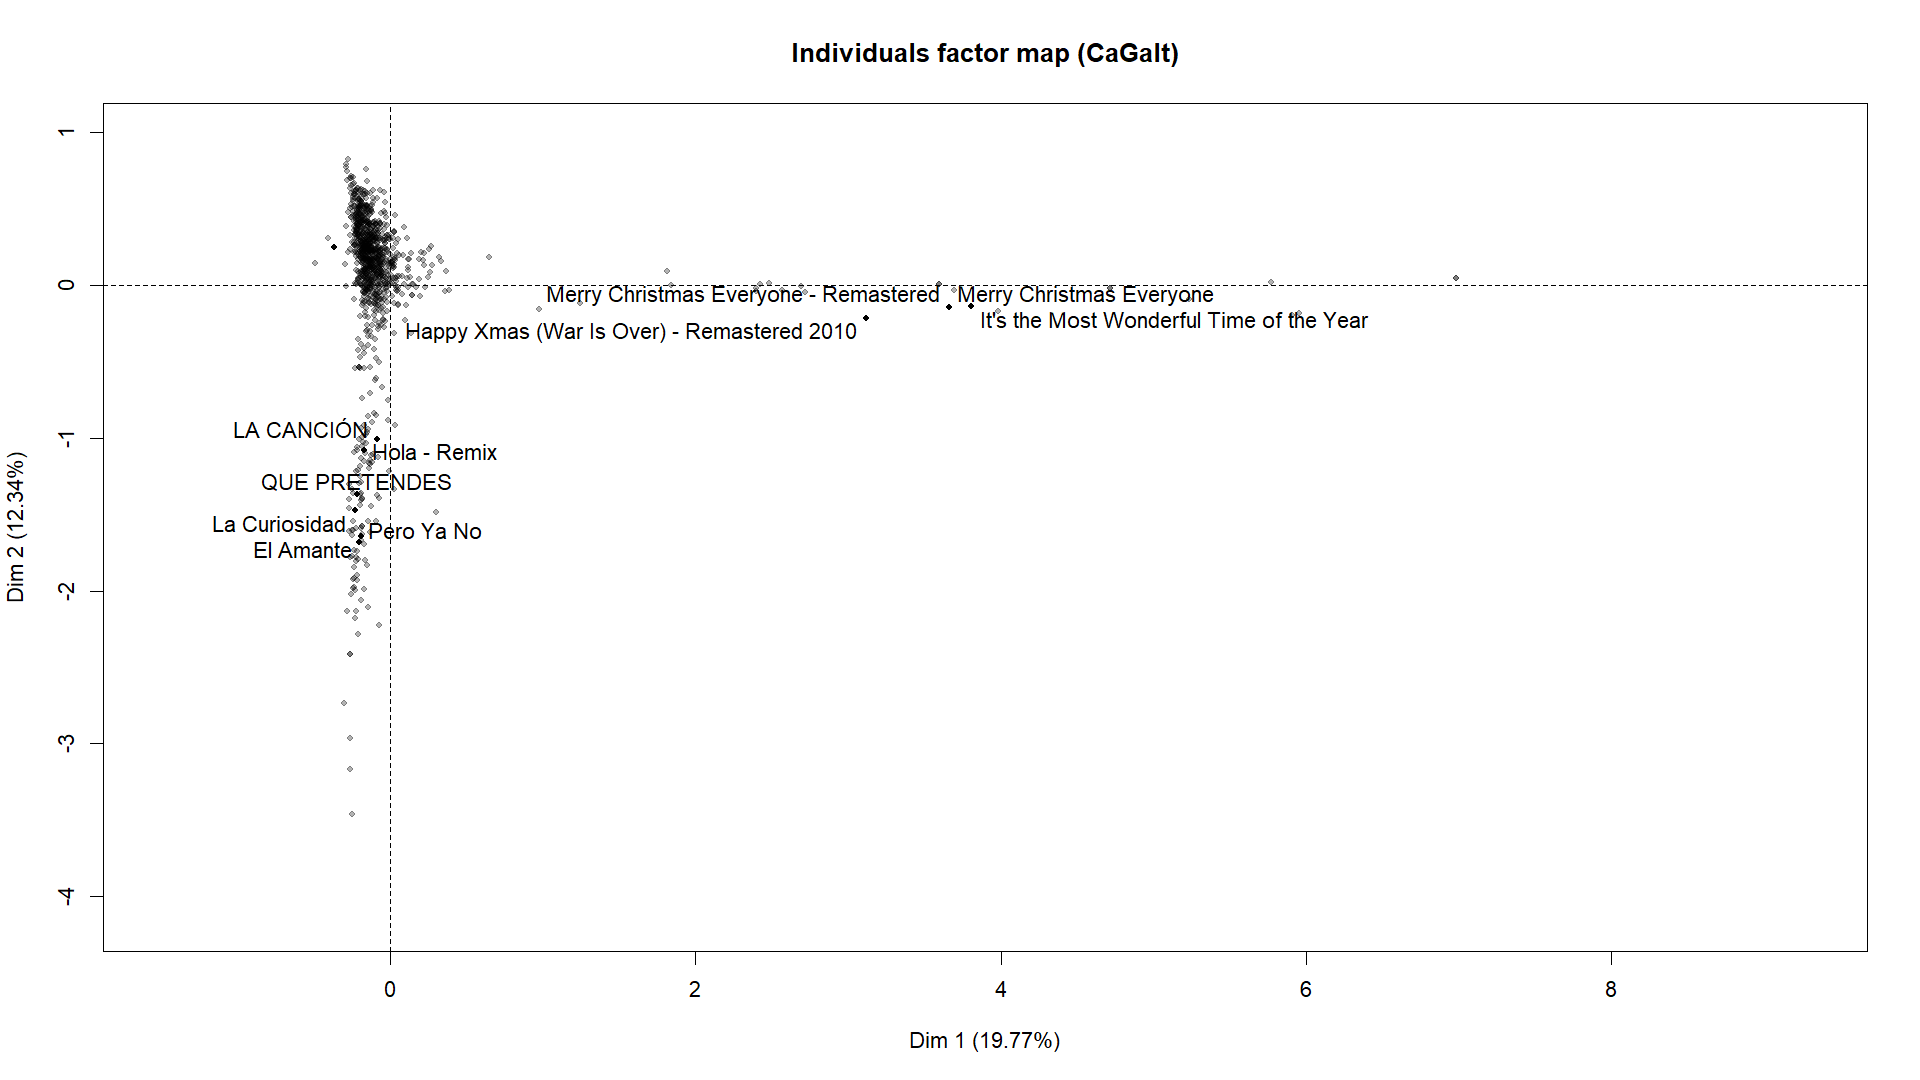 Individuals factor map (CaGalt)
1
0
-1
-2
-3
-4
Dim 2 (12.34%)
Merry Christmas Everyone - Remastered
Merry Christmas Everyone
It's the Most Wonderful Time of the Year
Happy Xmas (War Is Over) - Remastered 2010
LA CANCIÓN
Hola - Remix
QUE PRETENDES
La Curiosidad
Pero Ya No
El Amante
0
2
4
6
8
Dim 1 (19.77%)